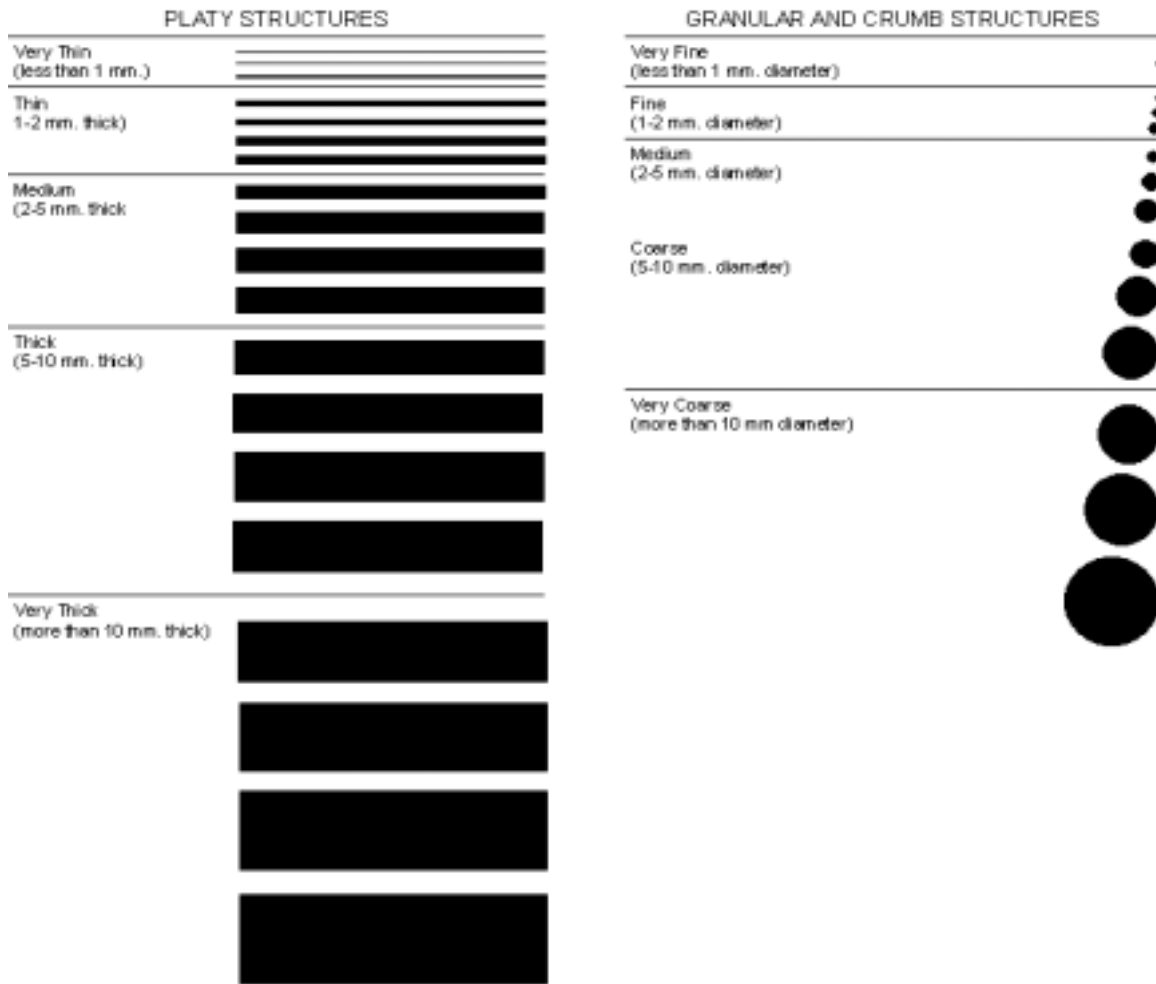 PLATY STRUCTURES
Very Thin
(less than 1 mm.)
Thin
1-2 mm. thick)
Medium
(2-5 mm. thick
Thick
(5-10 mm. thick)
Very Thick
(more than 10 mm. thick)
GRANULAR AND CRUMB STRUCTURES
Very Fine
(less than 1 mm. diameter)
Fine
(1-2 mm. diameter)
Medium
(2-5 mm. diameter)
Coarse
(5-10 mm. diameter)
Very Coarse
(more than 10 mm diameter)